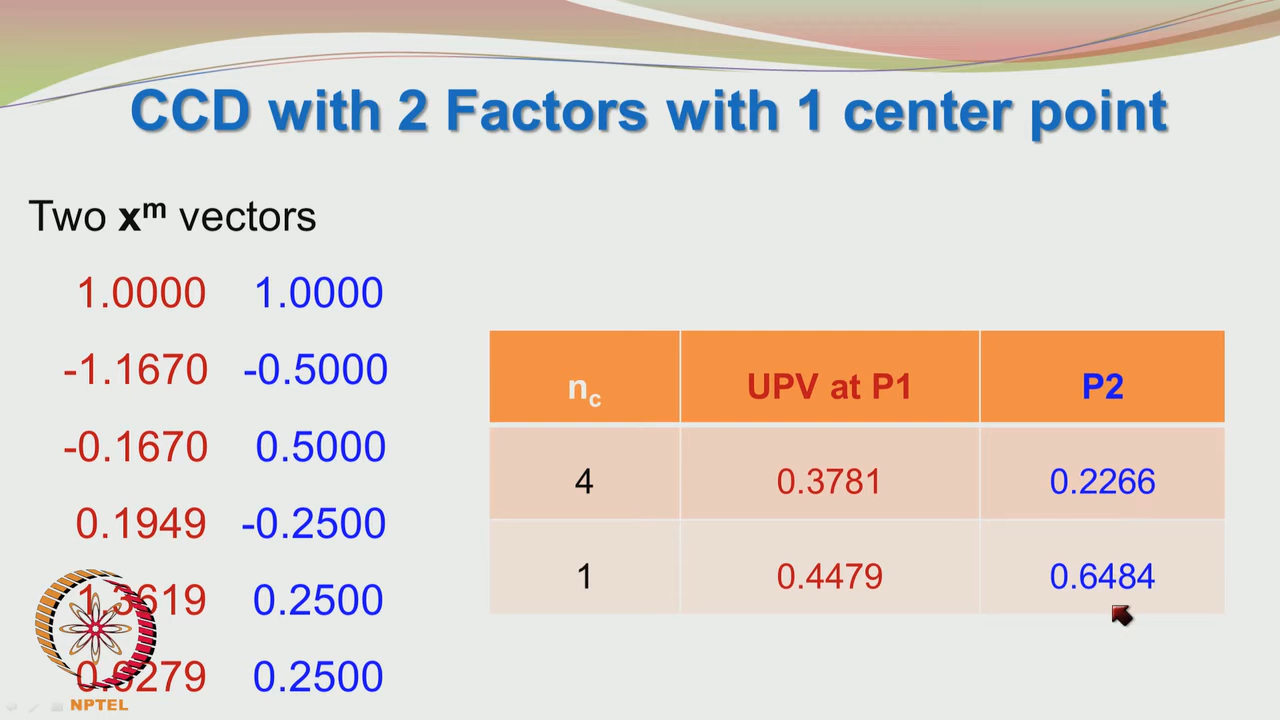 CCD with 2 Factors with 1 center point
Two xᵐ vectors
1.0000 1.0000
-1.1670 -0.5000
-0.1670 0.5000
0.1949 -0.2500
1.3619 0.2500
0.2500
n_c UPV at P1 P2
4 0.3781 0.2266
1 0.4479 0.6484
NPTEL